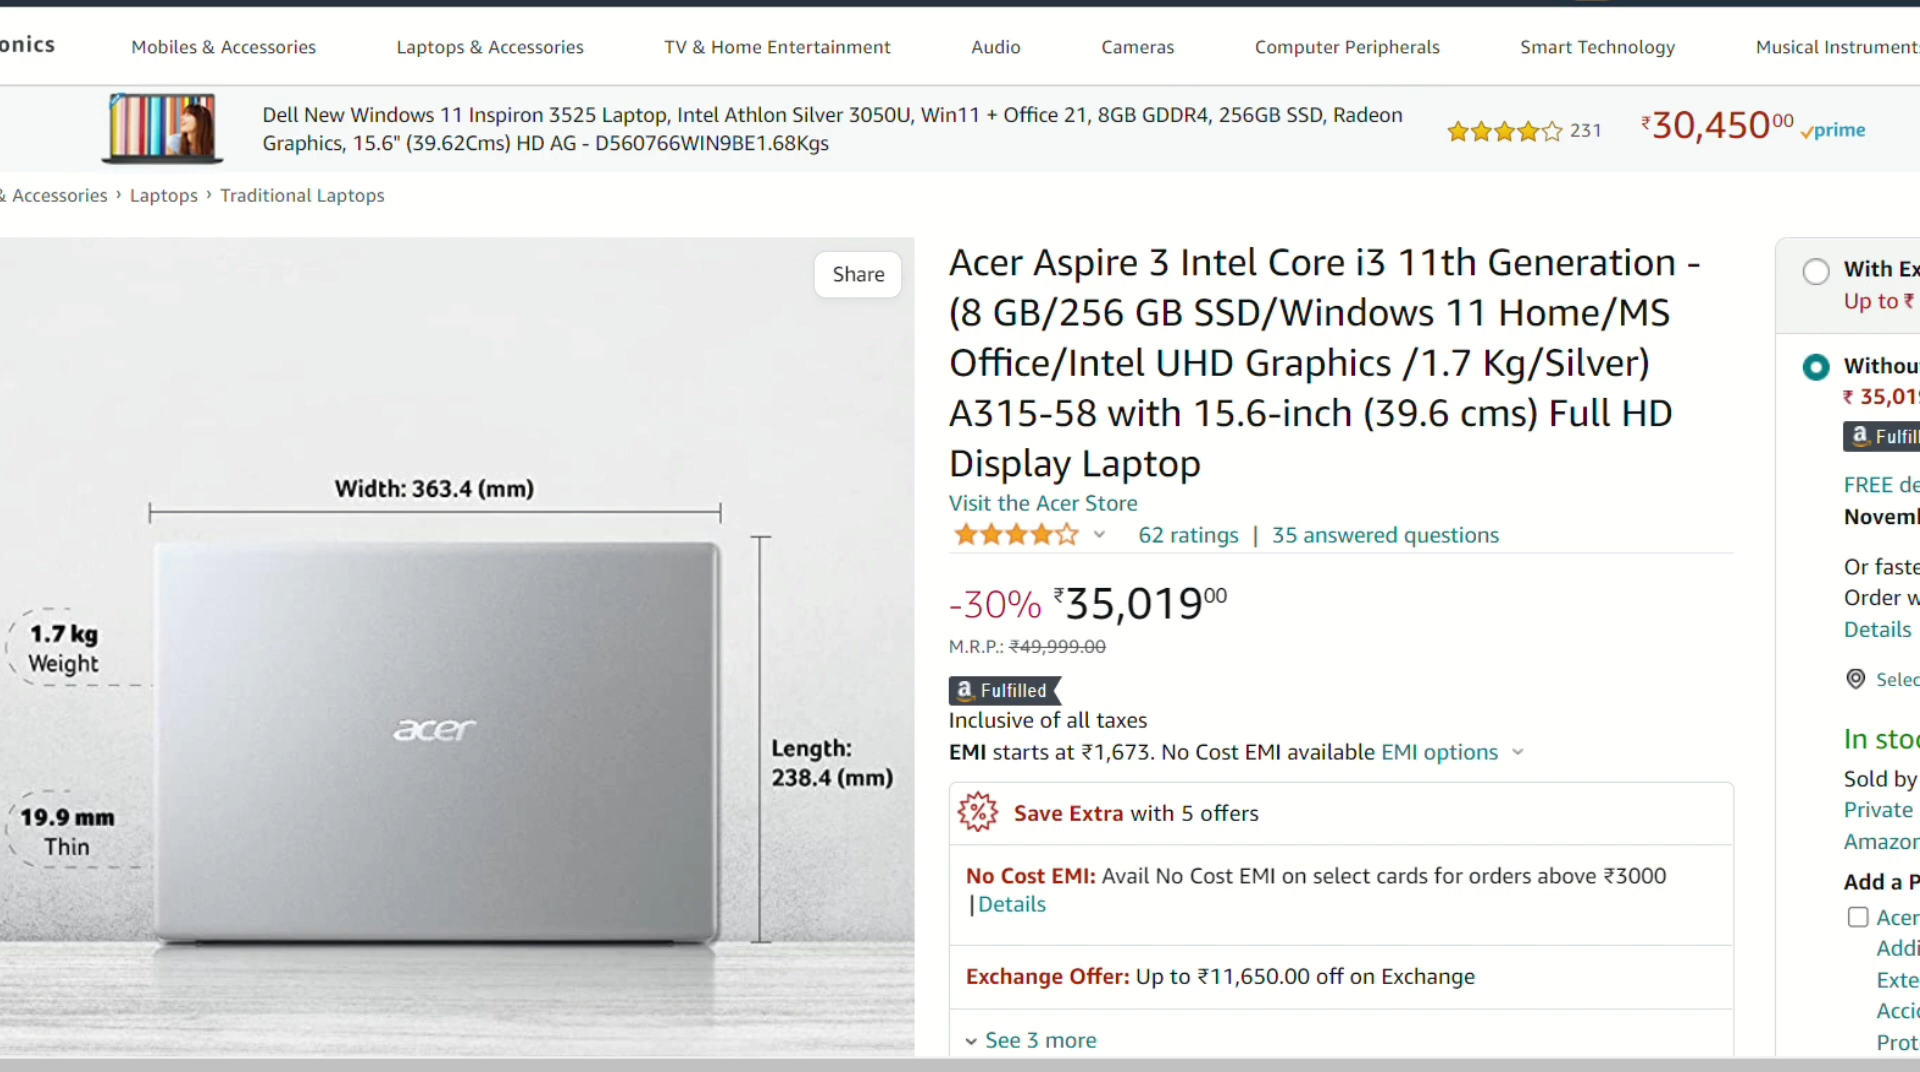 onics
Mobiles & Accessories
Laptops & Accessories
TV & Home Entertainment
Audio
Cameras
Computer Peripherals
Smart Technology
Musical Instruments
Dell New Windows 11 Inspiron 3525 Laptop, Intel Athlon Silver 3050U, Win11 + Office 21, 8GB GDDR4, 256GB SSD, Radeon
Graphics, 15.6" (39.62Cms) HD AG - D560766WIN9BE1.68Kgs
231
₹30,45000
prime
& Accessories › Laptops › Traditional Laptops
Share
Width: 363.4 (mm)
1.7 kg
Weight
acer
Length:
238.4 (mm)
19.9 mm
Thin
Acer Aspire 3 Intel Core i3 11th Generation -
(8 GB/256 GB SSD/Windows 11 Home/MS
Office/Intel UHD Graphics /1.7 Kg/Silver)
A315-58 with 15.6-inch (39.6 cms) Full HD
Display Laptop
Visit the Acer Store
62 ratings | 35 answered questions
-30% ₹35,01900
M.R.P.: ₹49,999.00
a Fulfilled
Inclusive of all taxes
EMI starts at ₹1,673. No Cost EMI available EMI options
Save Extra with 5 offers
No Cost EMI: Avail No Cost EMI on select cards for orders above ₹3000
|Details
Exchange Offer: Up to ₹11,650.00 off on Exchange
See 3 more
With Ex
Up to ₹
Withou
₹ 35,019
a Fulfill
FREE de
Novemb
Or faste
Order w
Details
Selec
In stoc
Sold by
Private
Amazon
Add a P
Acer
Addi
Exte
Accid
Prot